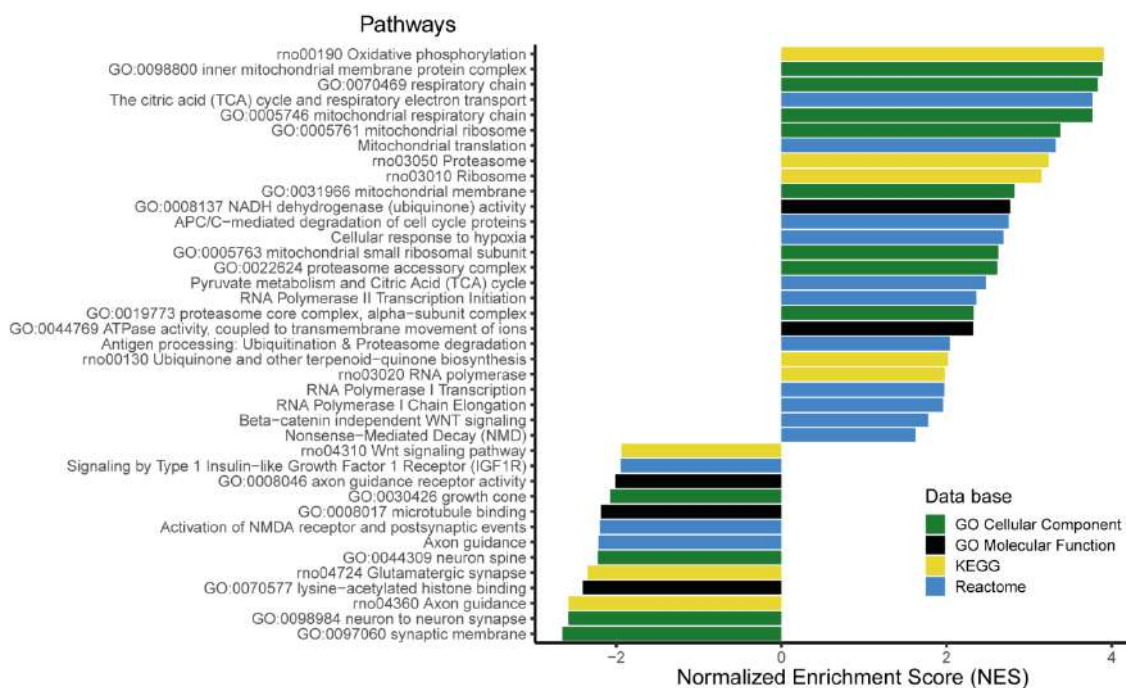 Pathways
rno00190 Oxidative phosphorylation
GO:0098800 inner mitochondrial membrane protein complex
GO:0070469 respiratory chain
The citric acid (TCA) cycle and respiratory electron transport
GO:0005746 mitochondrial respiratory chain
GO:0005761 mitochondrial ribosome
Mitochondrial translation
rno03050 Proteasome
rno03010 Ribosome
GO:0031966 mitochondrial membrane
GO:0008137 NADH dehydrogenase (ubiquinone) activity
APC/C−mediated degradation of cell cycle proteins
Cellular response to hypoxia
GO:0005763 mitochondrial small ribosomal subunit
GO:0022624 proteasome accessory complex
Pyruvate metabolism and Citric Acid (TCA) cycle
RNA Polymerase II Transcription Initiation
GO:0019773 proteasome core complex, alpha−subunit complex
GO:0044769 ATPase activity, coupled to transmembrane movement of ions
Antigen processing: Ubiquitination & Proteasome degradation
rno00130 Ubiquinone and other terpenoid−quinone biosynthesis
rno03020 RNA polymerase
RNA Polymerase I Transcription
RNA Polymerase I Chain Elongation
Beta−catenin independent WNT signaling
Nonsense−Mediated Decay (NMD)
rno04310 Wnt signaling pathway
Signaling by Type 1 Insulin−like Growth Factor 1 Receptor (IGF1R)
GO:0008046 axon guidance receptor activity
GO:0030426 growth cone
GO:0008017 microtubule binding
Activation of NMDA receptor and postsynaptic events
Axon guidance
GO:0044309 neuron spine
rno04724 Glutamatergic synapse
GO:0070577 lysine−acetylated histone binding
rno04360 Axon guidance
GO:0098984 neuron to neuron synapse
GO:0097060 synaptic membrane
Data base
GO Cellular Component
GO Molecular Function
KEGG
Reactome
−2 0 2 4
Normalized Enrichment Score (NES)